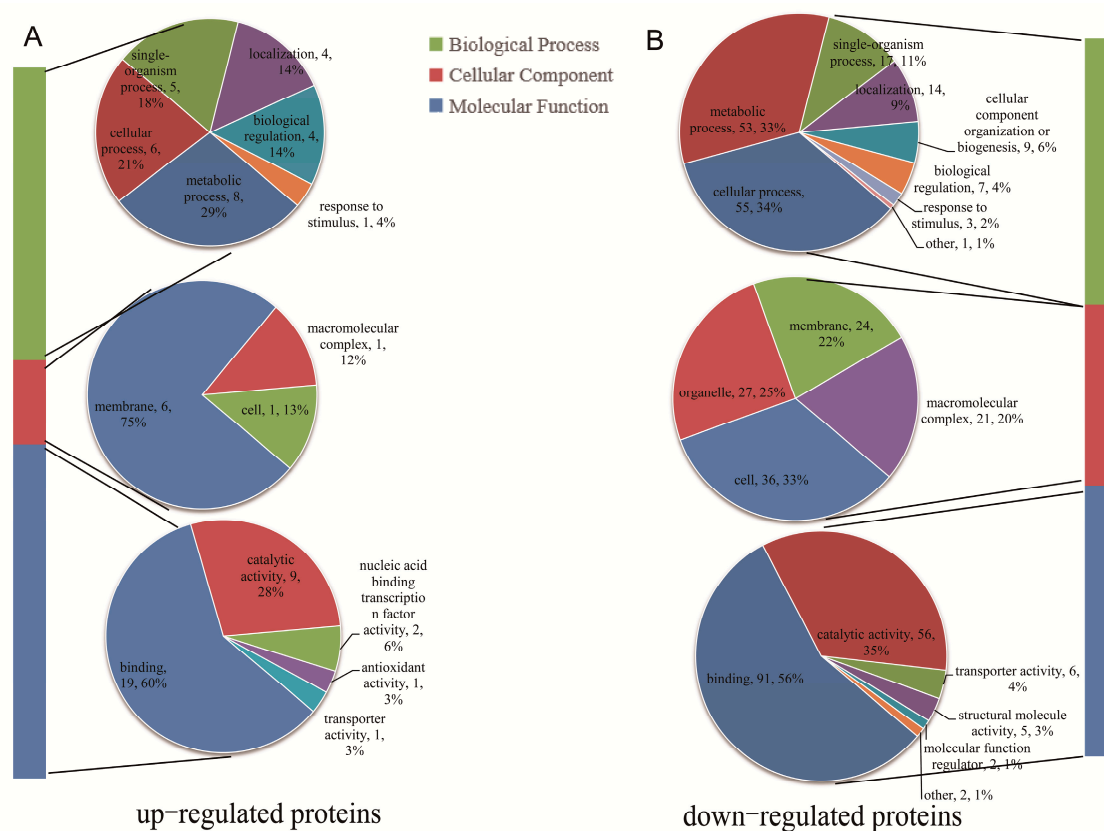 A
single-
organism
process, 5,
18%
localization, 4,
14%
cellular
process, 6,
21%
biological
regulation, 4,
14%
metabolic
process, 8,
29%
response to
stimulus, 1, 4%
Biological Process
Cellular Component
Molecular Function
macromolecular
complex, 1,
12%
membrane, 6,
75%
cell, 1, 13%
catalytic
activity, 9,
28%
nucleic acid
binding
transcriptio
n factor
activity, 2,
6%
binding,
19, 60%
antioxidant
activity, 1,
3%
transporter
activity, 1,
3%
up-regulated proteins
B
single-organism
process, 17, 11%
metabolic
process, 53, 33%
localization, 14,
9%
cellular
component
organization or
biogenesis, 9, 6%
cellular process,
55, 34%
biological
regulation, 7, 4%
response to
stimulus, 3, 2%
other, 1, 1%
membrane, 24,
22%
organelle, 27, 25%
macromolecular
complex, 21, 20%
cell, 36, 33%
catalytic activity, 56,
35%
binding, 91, 56%
transporter activity, 6,
4%
structural molecule
activity, 5, 3%
molecular function
regulator, 2, 1%
other, 2, 1%
down-regulated proteins